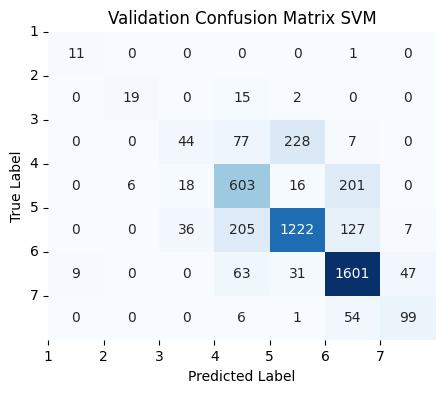 Validation Confusion Matrix SVM
1
11 0 0 0 0 1 0
2
0 19 0 15 2 0 0
3
0 0 44 77 228 7 0
4
0 6 18 603 16 201 0
5
0 0 36 205 1222 127 7
6
9 0 0 63 31 1601 47
7
0 0 0 6 1 54 99
True Label
1 2 3 4 5 6 7
Predicted Label